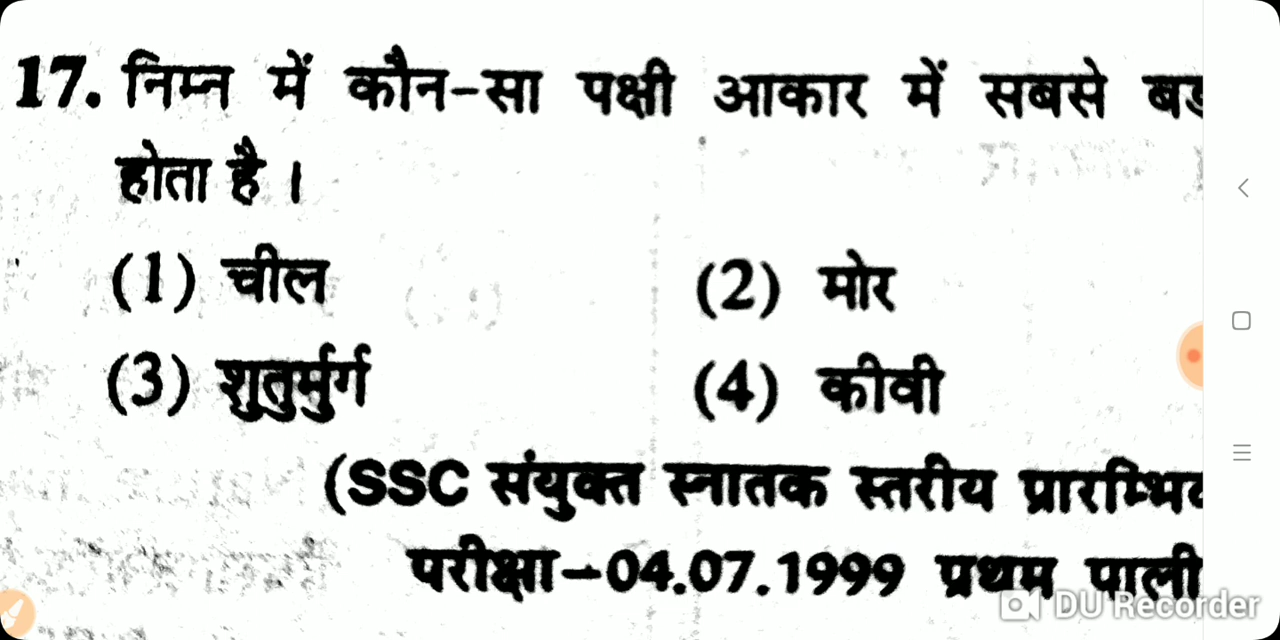 17. निम्न में कौन-सा पक्षी आकार में सबसे
होता है ।
(1) चील (2) मोर
(3) शुतुर्मुर्ग (4) कीवी
(SSC संयुक्त स्नातक स्तरीय
परीक्षा-04.07.1999 प्रथम पाली
DU Recorder